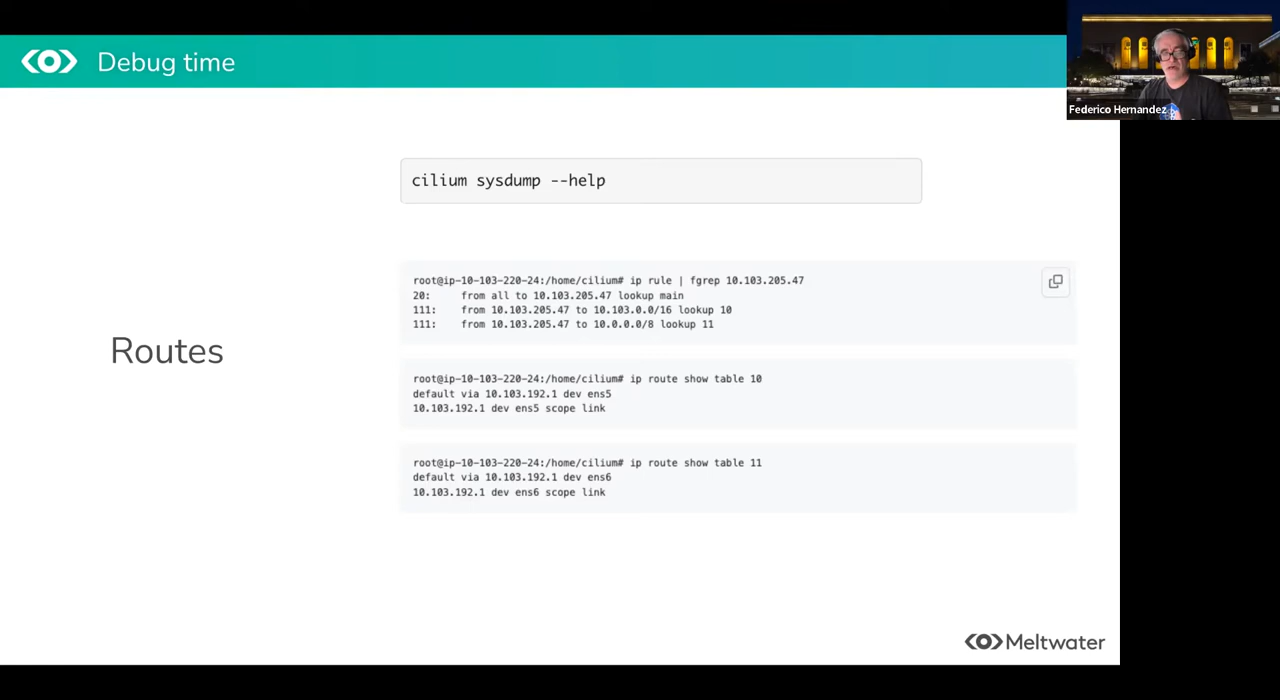 Debug time
Federico Hernandez
cilium sysdump --help
Routes
root@ip-10-103-220-24:/home/cilium# ip rule | fgrep 10.103.205.47
20: from all to 10.103.205.47 lookup main
111: from 10.103.205.47 to 10.103.0.0/16 lookup 10
111: from 10.103.205.47 to 10.0.0.0/8 lookup 11
root@ip-10-103-220-24:/home/cilium# ip route show table 10
default via 10.103.192.1 dev ens5
10.103.192.1 dev ens5 scope link
root@ip-10-103-220-24:/home/cilium# ip route show table 11
default via 10.103.192.1 dev ens6
10.103.192.1 dev ens6 scope link
Meltwater